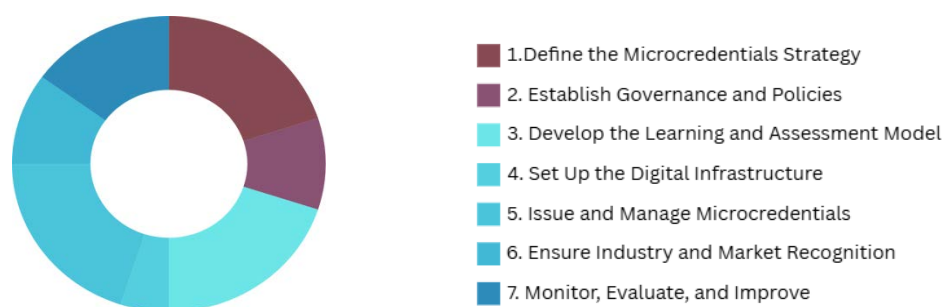 1.Define the Microcredentials Strategy
2. Establish Governance and Policies
3. Develop the Learning and Assessment Model
4. Set Up the Digital Infrastructure
5. Issue and Manage Microcredentials
6. Ensure Industry and Market Recognition
7. Monitor, Evaluate, and Improve